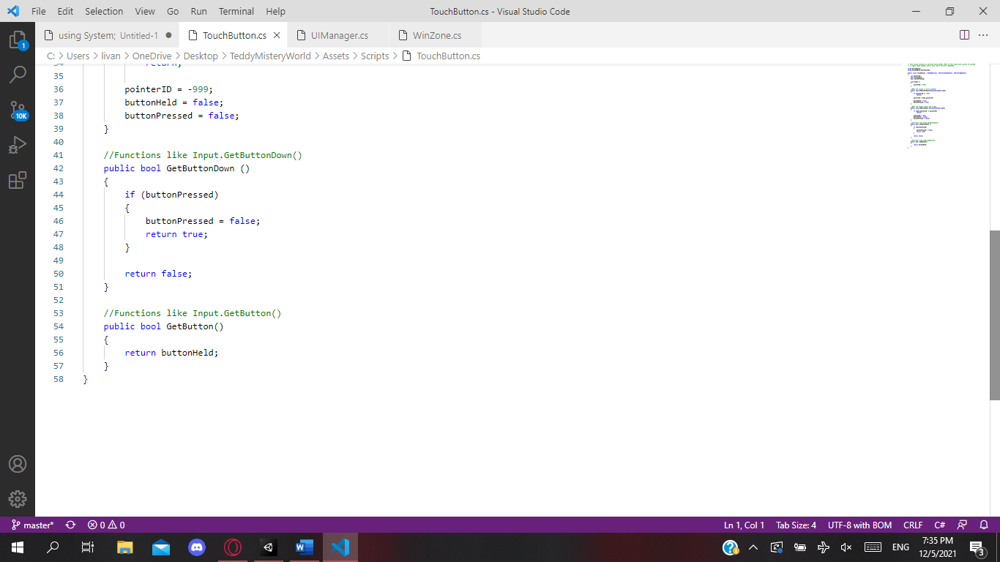 File Edit Selection View Go Run Terminal Help TouchButton.cs - Visual Studio Code
using System; Untitled-1 ● TouchButton.cs UIManager.cs WinZone.cs
C: > Users > livan > OneDrive > Desktop > TeddyMisteryWorld > Assets > Scripts > TouchButton.cs
34 return;
35
36 pointerID = -999;
37 buttonHeld = false;
38 buttonPressed = false;
39 }
40
41 //Functions like Input.GetButtonDown()
42 public bool GetButtonDown ()
43 {
44 if (buttonPressed)
45 {
46 buttonPressed = false;
47 return true;
48 }
49
50 return false;
51 }
52
53 //Functions like Input.GetButton()
54 public bool GetButton()
55 {
56 return buttonHeld;
57 }
58 }
1
10K
master* 0 0 Ln 1, Col 1 Tab Size: 4 UTF-8 with BOM CRLF C#
ENG 7:35 PM
12/5/2021 3